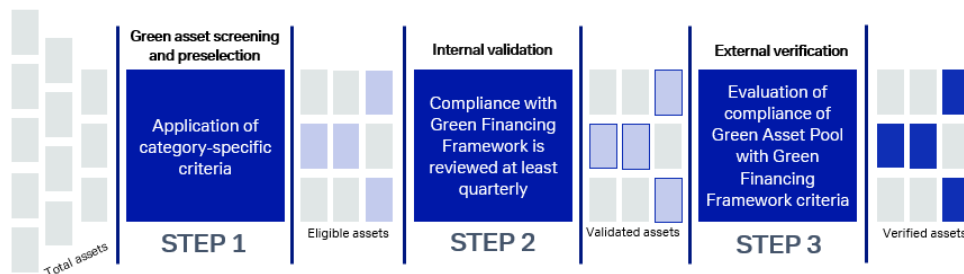 Green asset screening
and preselection
Application of
category-specific
criteria
STEP 1
Total assets
Eligible assets
Internal validation
Compliance with
Green Financing
Framework is
reviewed at least
quarterly
STEP 2
Validated assets
External verification
Evaluation of
compliance of
Green Asset Pool
with Green
Financing
Framework criteria
STEP 3
Verified assets